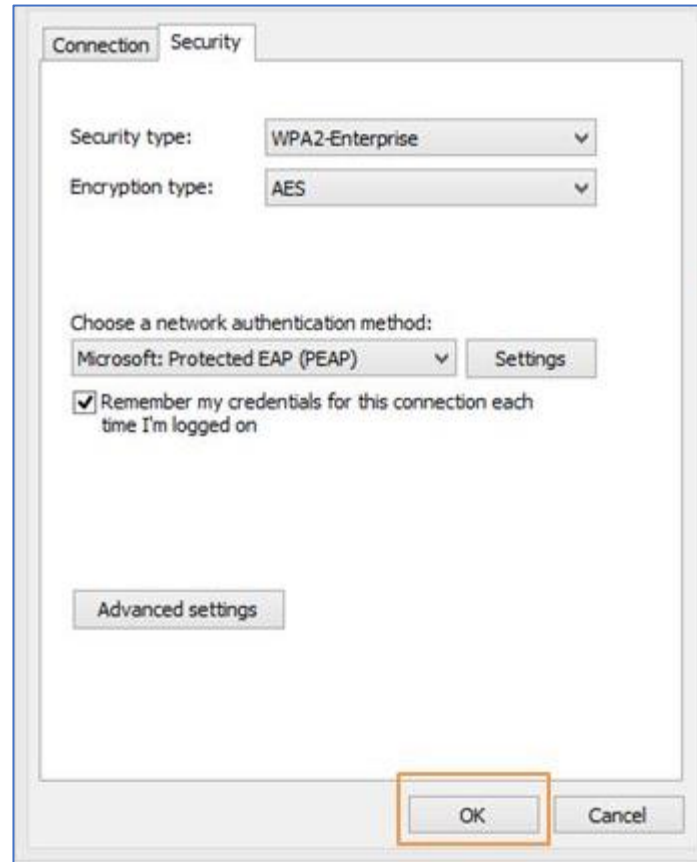 Connection Security
Security type: WPA2-Enterprise
Encryption type: AES
Choose a network authentication method:
Microsoft: Protected EAP (PEAP) Settings
Remember my credentials for this connection each
time I'm logged on
Advanced settings
OK Cancel